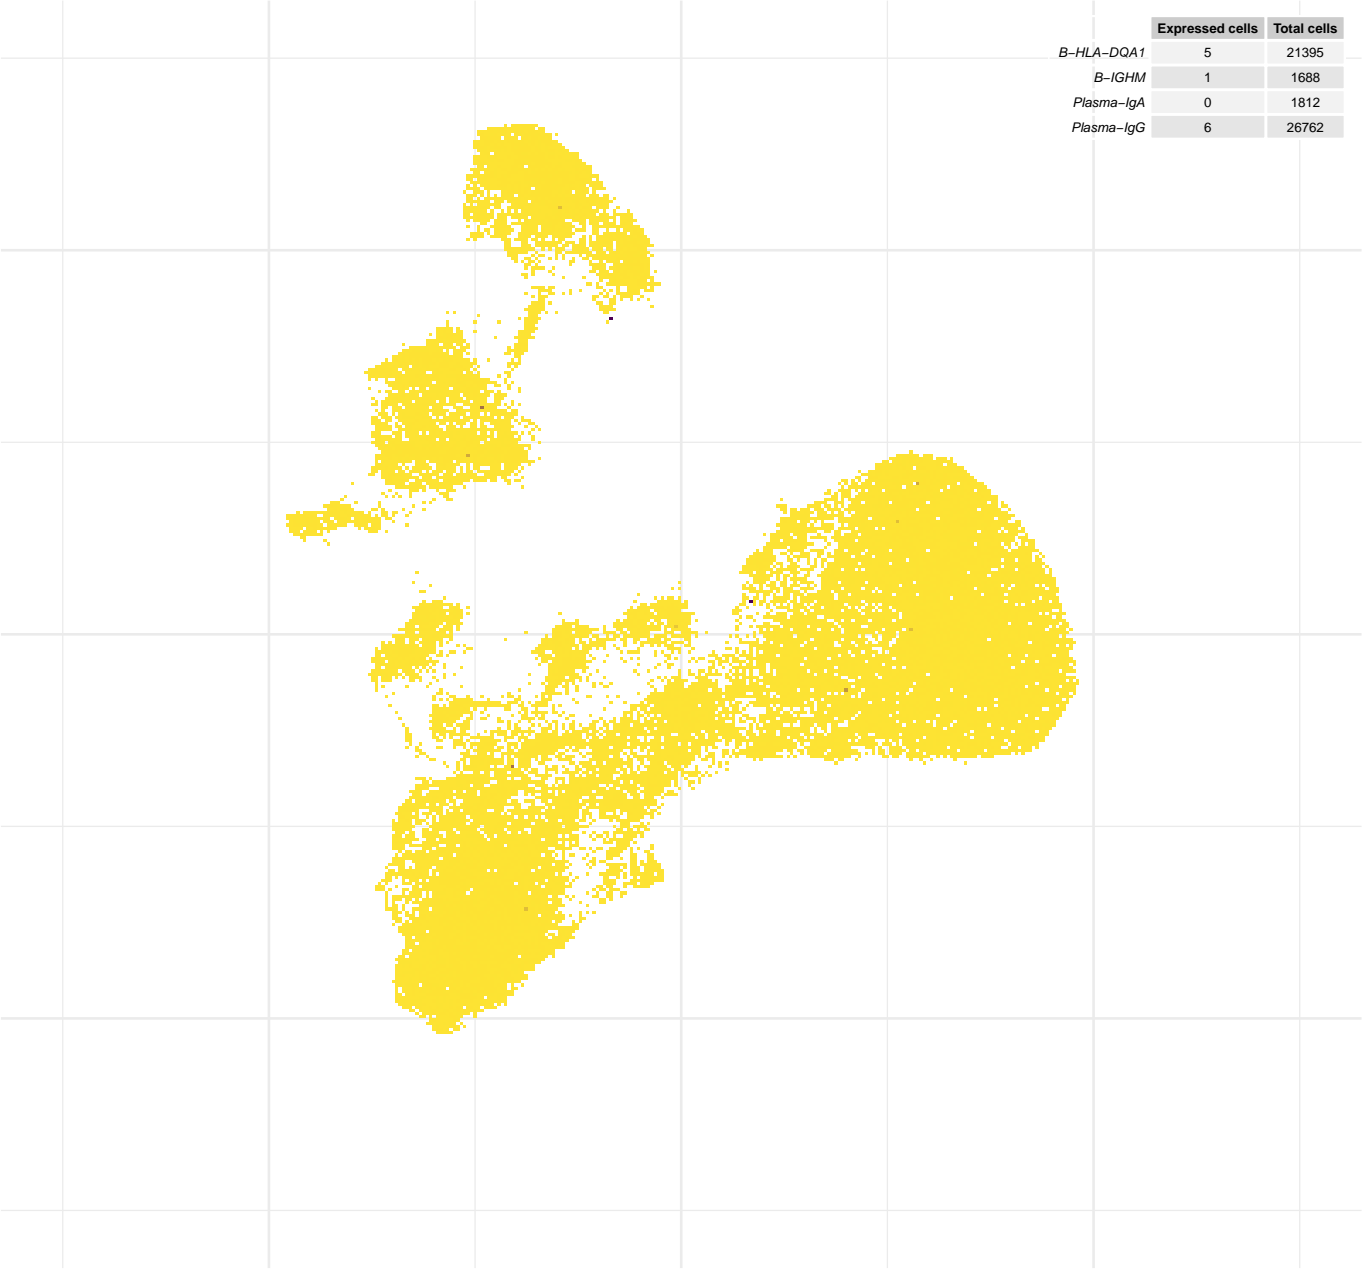 Expressed cells Total cells
B−HLA−DQA1 5 21395
B−IGHM 1 1688
Plasma−IgA 0 1812
Plasma−IgG 6 26762